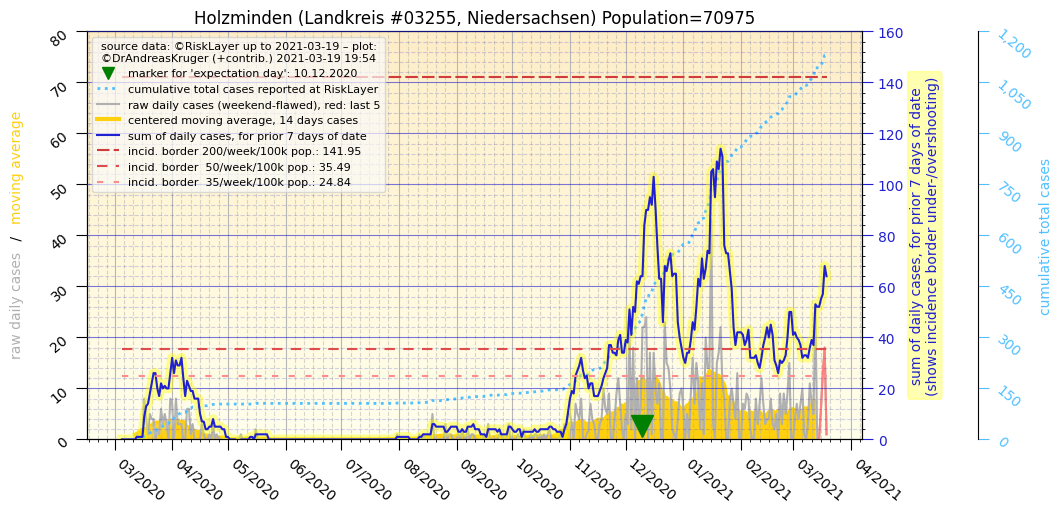 Holzminden (Landkreis #03255, Niedersachsen) Population=70975
source data: ©RiskLayer up to 2021-03-19 – plot:
©DrAndreasKruger (+contrib.) 2021-03-19 19:54
marker for 'expectation day': 10.12.2020
cumulative total cases reported at RiskLayer
raw daily cases (weekend-flawed), red: last 5
centered moving average, 14 days cases
sum of daily cases, for prior 7 days of date
incid. border 200/week/100k pop.: 141.95
incid. border  50/week/100k pop.: 35.49
incid. border  35/week/100k pop.: 24.84
raw daily cases / moving average
80
70
60
50
40
30
20
10
0
03/2020
04/2020
05/2020
06/2020
07/2020
08/2020
09/2020
10/2020
11/2020
12/2020
01/2021
02/2021
03/2021
04/2021
160
140
120
100
80
60
40
20
0
sum of daily cases, for prior 7 days of date
(shows incidence border under-/overshooting)
1,200
1,050
900
750
600
450
300
150
0
cumulative total cases